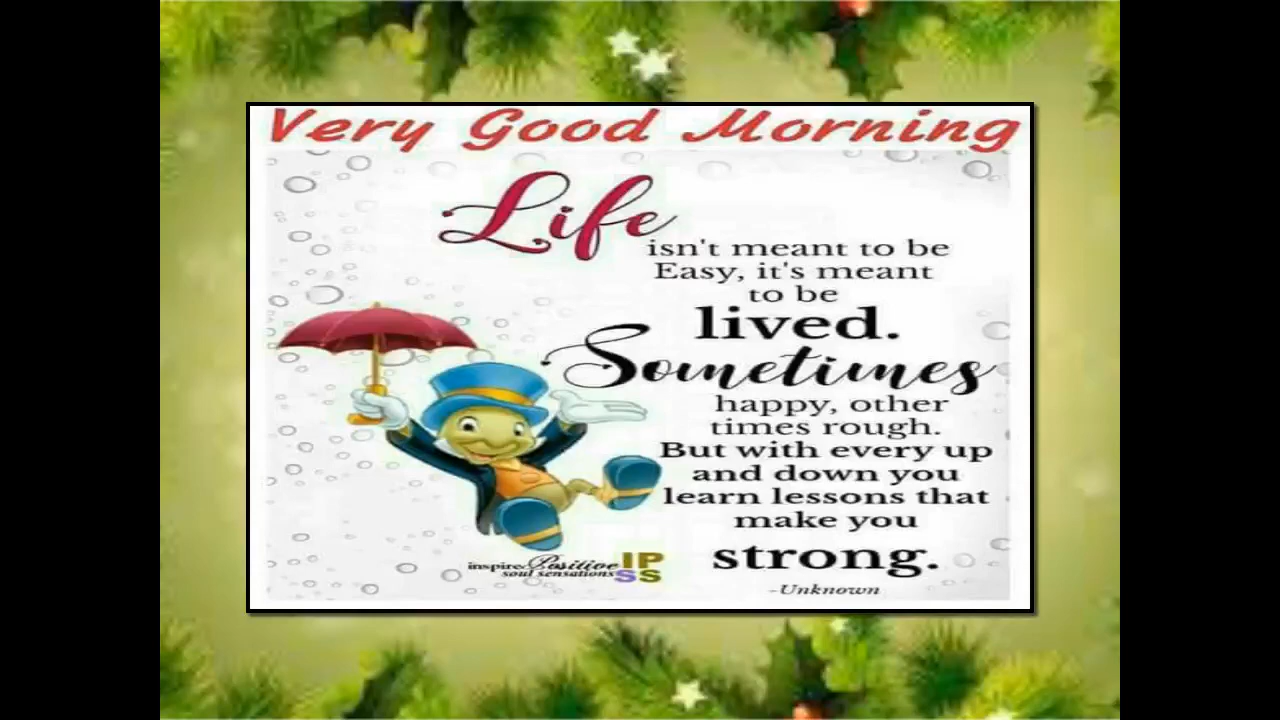 Very Good Morning
Life
isn't meant to be
Easy, it's meant
to be
lived.
Sometimes
happy, other
times rough.
But with every up
and down you
learn lessons that
make you
strong.
-Unknown
inspire Positive IP
soul sensations SS